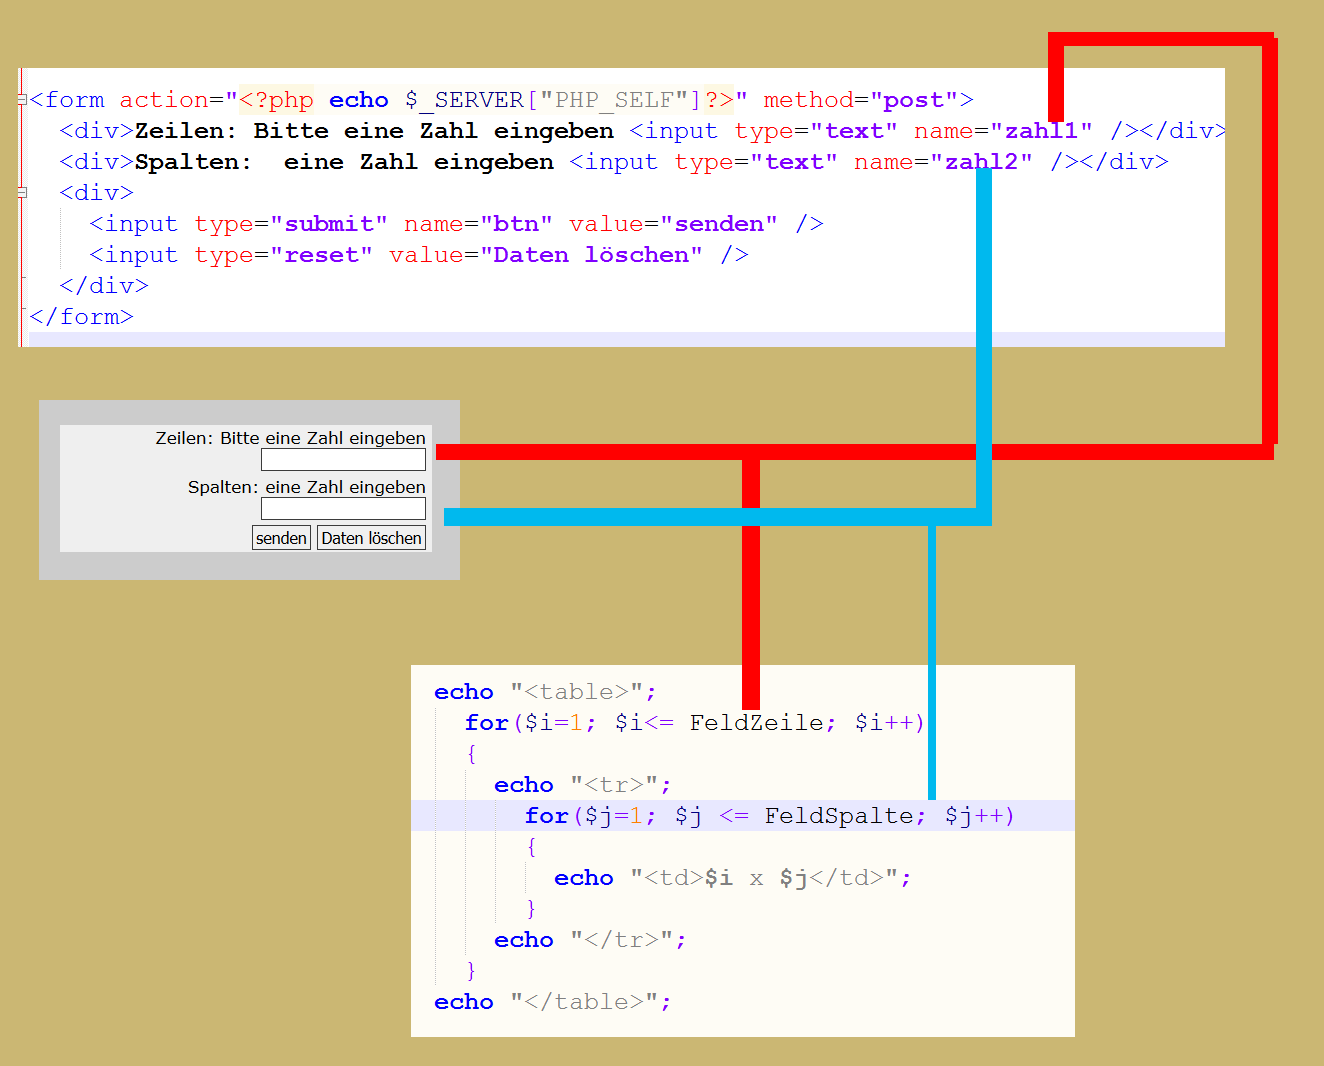 <form action="<?php echo $_SERVER["PHP_SELF"]?>" method="post">
<div>Zeilen: Bitte eine Zahl eingeben <input type="text" name="zahl1" /></div>
<div>Spalten:  eine Zahl eingeben <input type="text" name="zahl2" /></div>
<div>
<input type="submit" name="btn" value="senden" />
<input type="reset" value="Daten löschen" />
</div>
</form>
Zeilen: Bitte eine Zahl eingeben
Spalten: eine Zahl eingeben
senden Daten löschen
echo "<table>";
for($i=1; $i<= FeldZeile; $i++)
{
echo "<tr>";
for($j=1; $j <= FeldSpalte; $j++)
{
echo "<td>$i x $j</td>";
}
echo "</tr>";
}
echo "</table>";